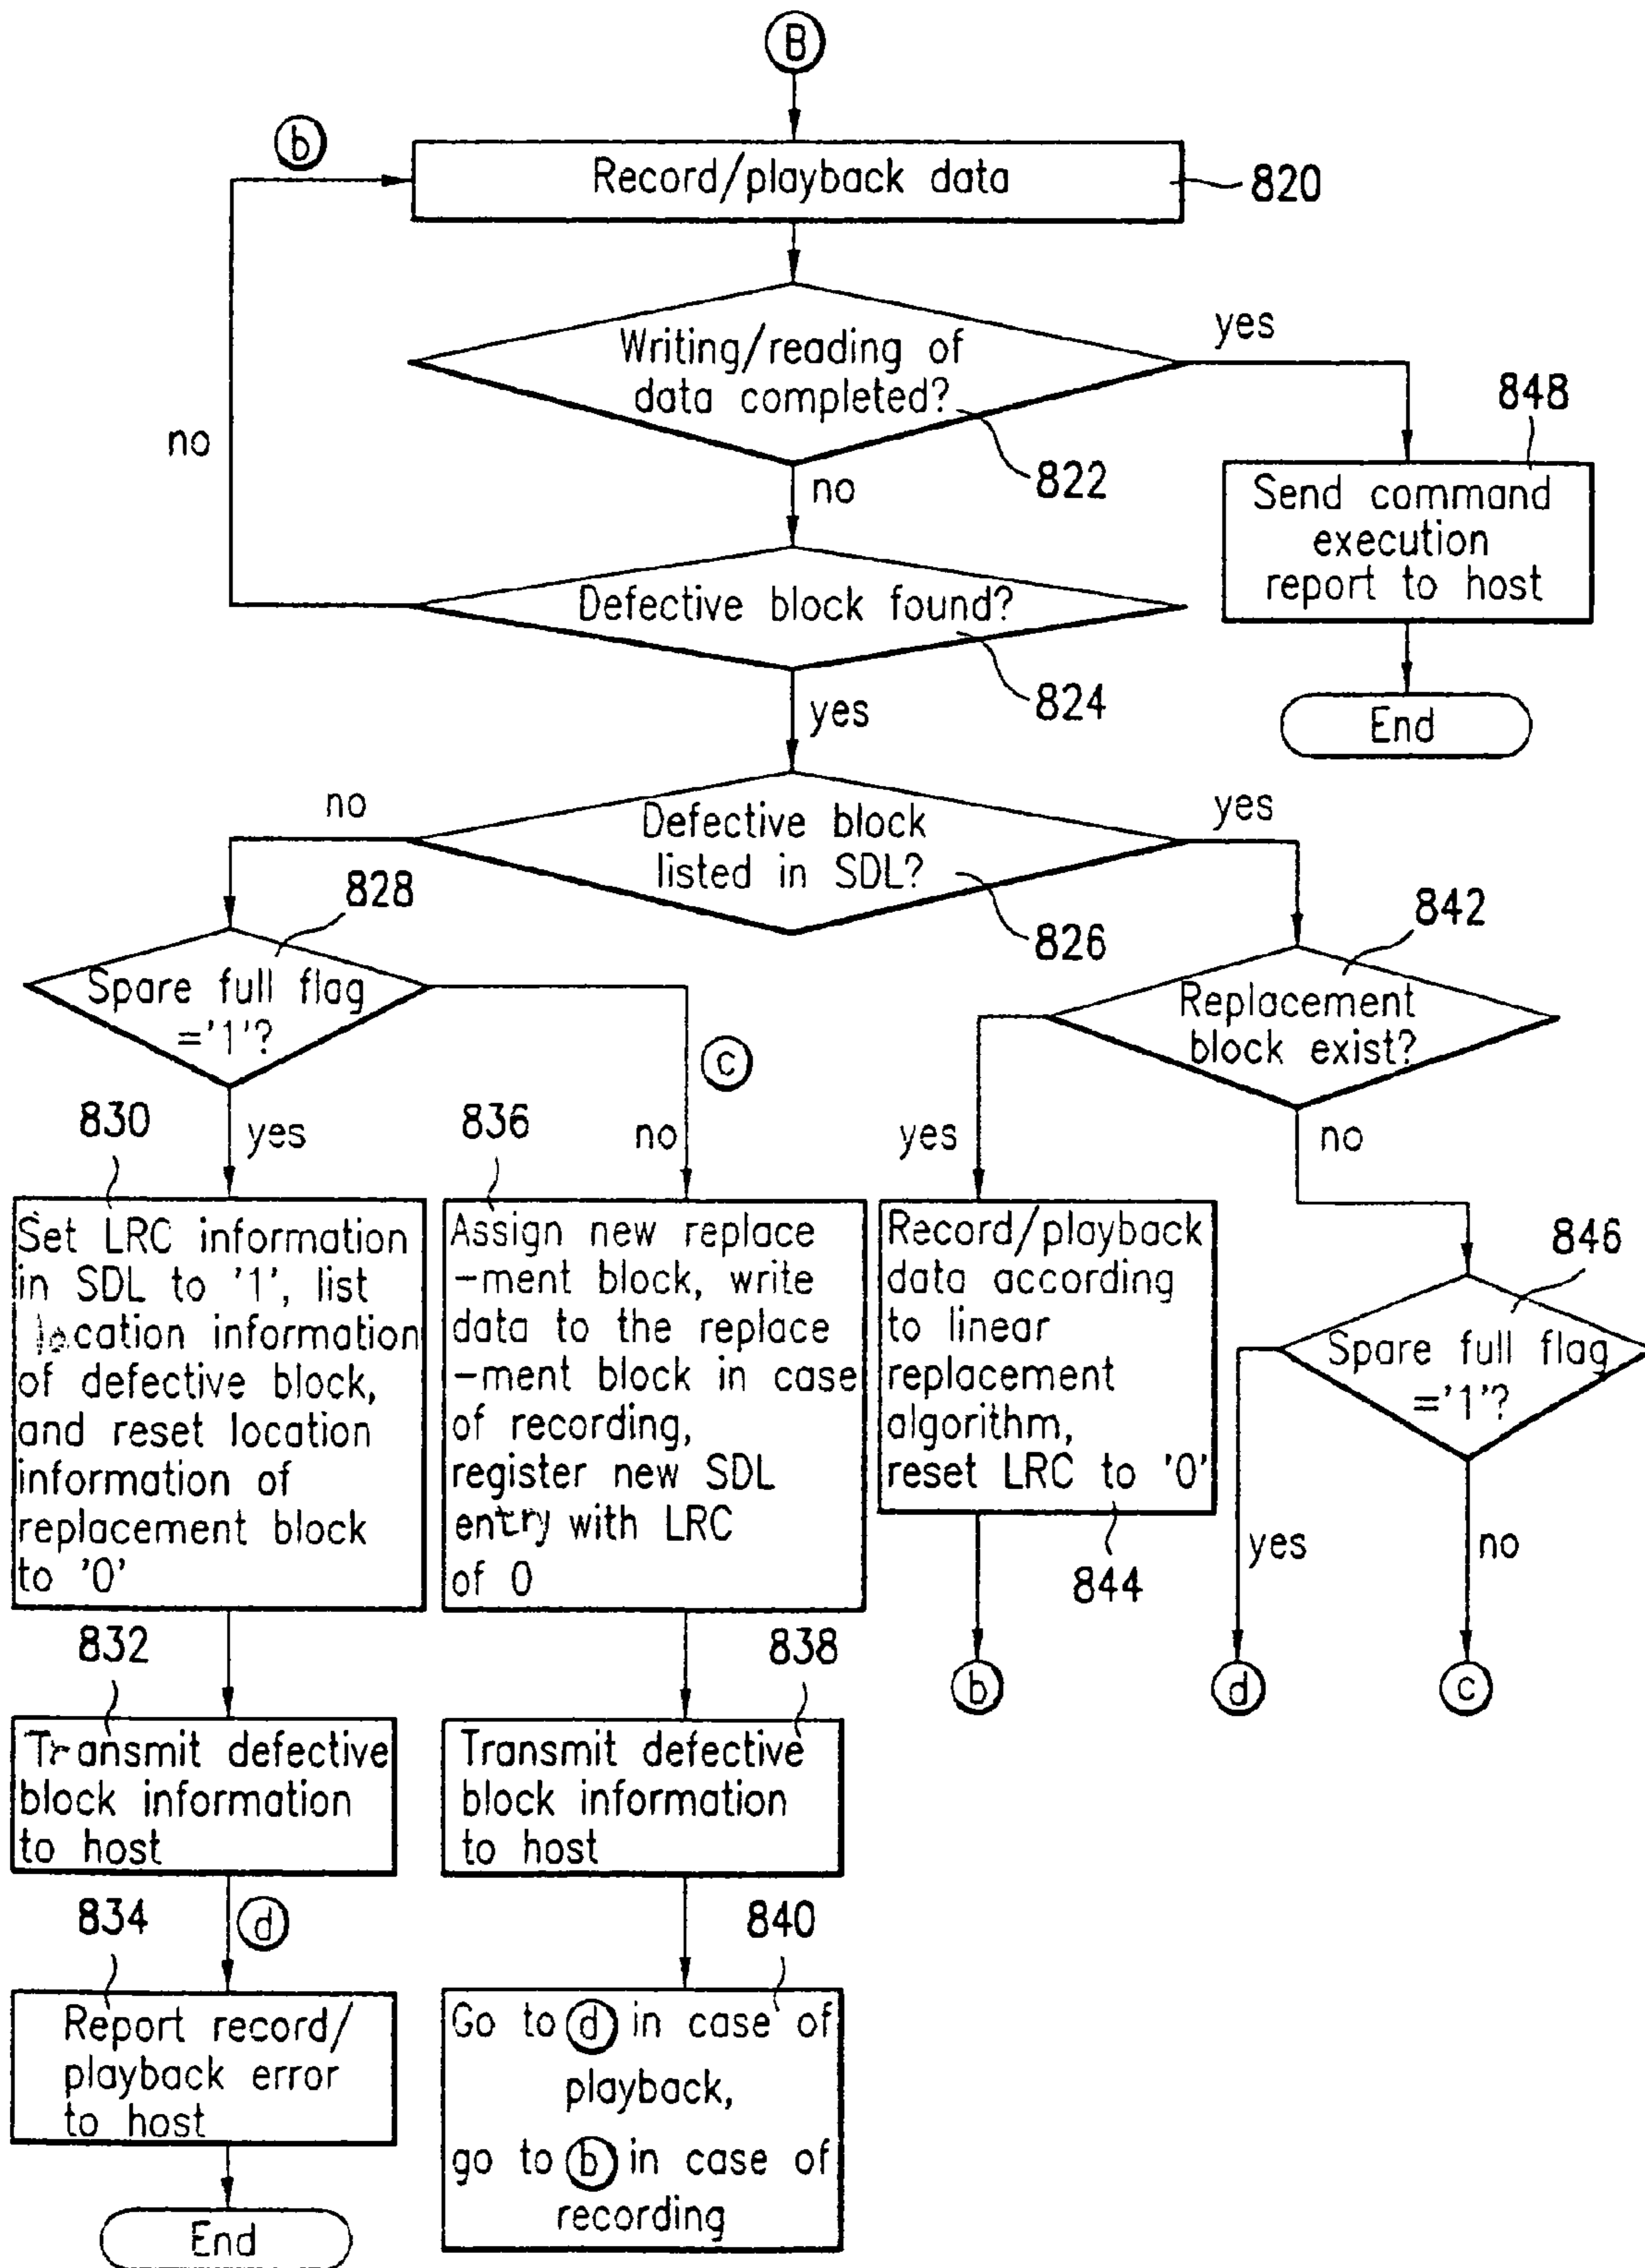 B
b
Record/playback data
820
Writing/reading of
data completed?
yes
822
no
no
848
Send command
execution
report to host
End
Defective block found?
824
yes
Defective block
listed in SDL?
826
no
yes
828
Spare full flag
='1'?
842
Replacement
block exist?
c
830
yes
836
no
yes
no
Set LRC information
in SDL to '1', list
location information
of defective block,
and reset location
information of
replacement block
to '0'
Assign new replace
-ment block, write
data to the replace
-ment block in case
of recording,
register new SDL
entry with LRC
of 0
Record/playback
data according
to linear
replacement
algorithm,
reset LRC to '0'
844
846
Spare full flag
='1'?
yes
no
b
d
c
832
Transmit defective
block information
to host
838
Transmit defective
block information
to host
834
d
840
Report record/
playback error
to host
End
Go to d in case of
playback,
go to b in case of
recording